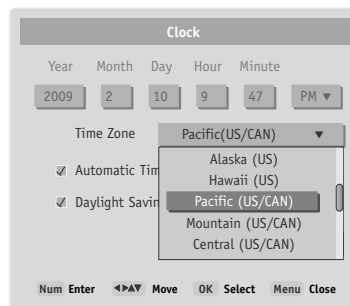 Clock
Year Month Day Hour Minute
2009 2 10 9 47 PM ▼
Time Zone Pacific(US/CAN) ▼
Alaska (US)
Automatic Tim
Hawaii (US)
Pacific (US/CAN)
Daylight Savin
Mountain (US/CAN)
Central (US/CAN)
Num Enter ◀▶▲▼ Move OK Select Menu Close